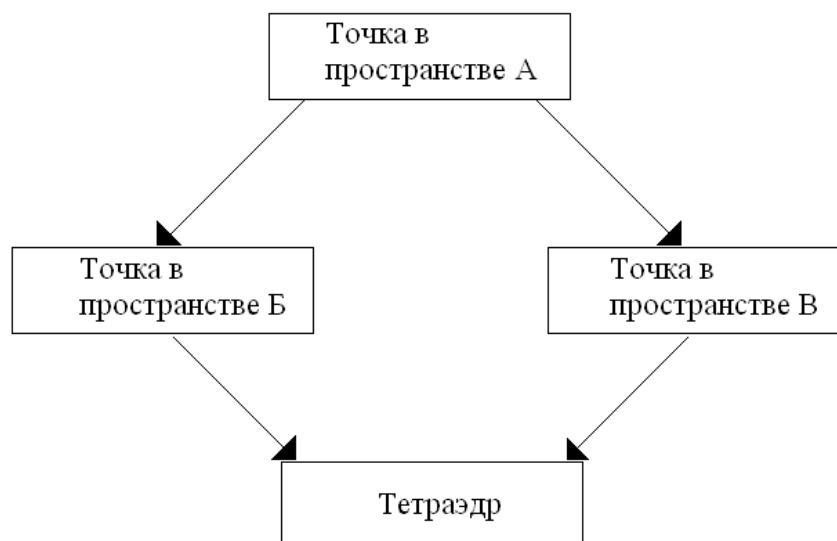 Точка в
пространстве А
Точка в
пространстве Б
Точка в
пространстве В
Тетраэдр